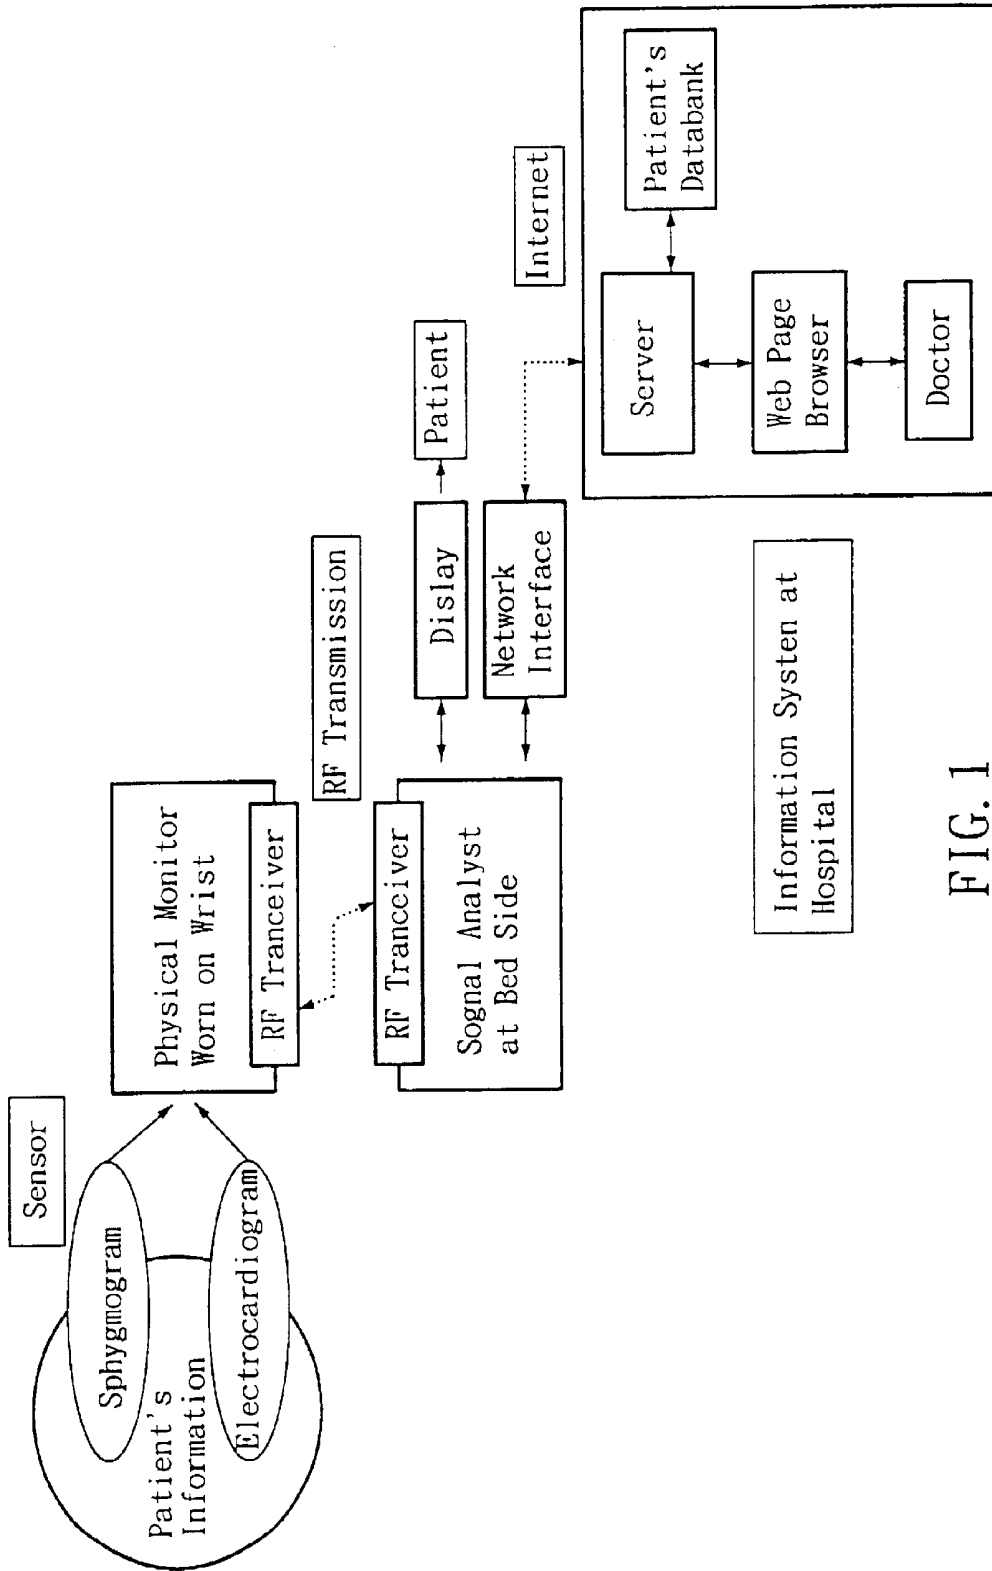 Sensor
Sphygmogram
Patient's
Information
Electrocardiogram
Physical Monitor
Worn on Wrist
RF Tranceiver
RF Transmission
RF Tranceiver
Sognal Analyst
at Bed Side
Dislay
Patient
Network
Interface
Internet
Server
Patient's
Databank
Web Page
Browser
Doctor
Information Systen at
Hospital
FIG. 1